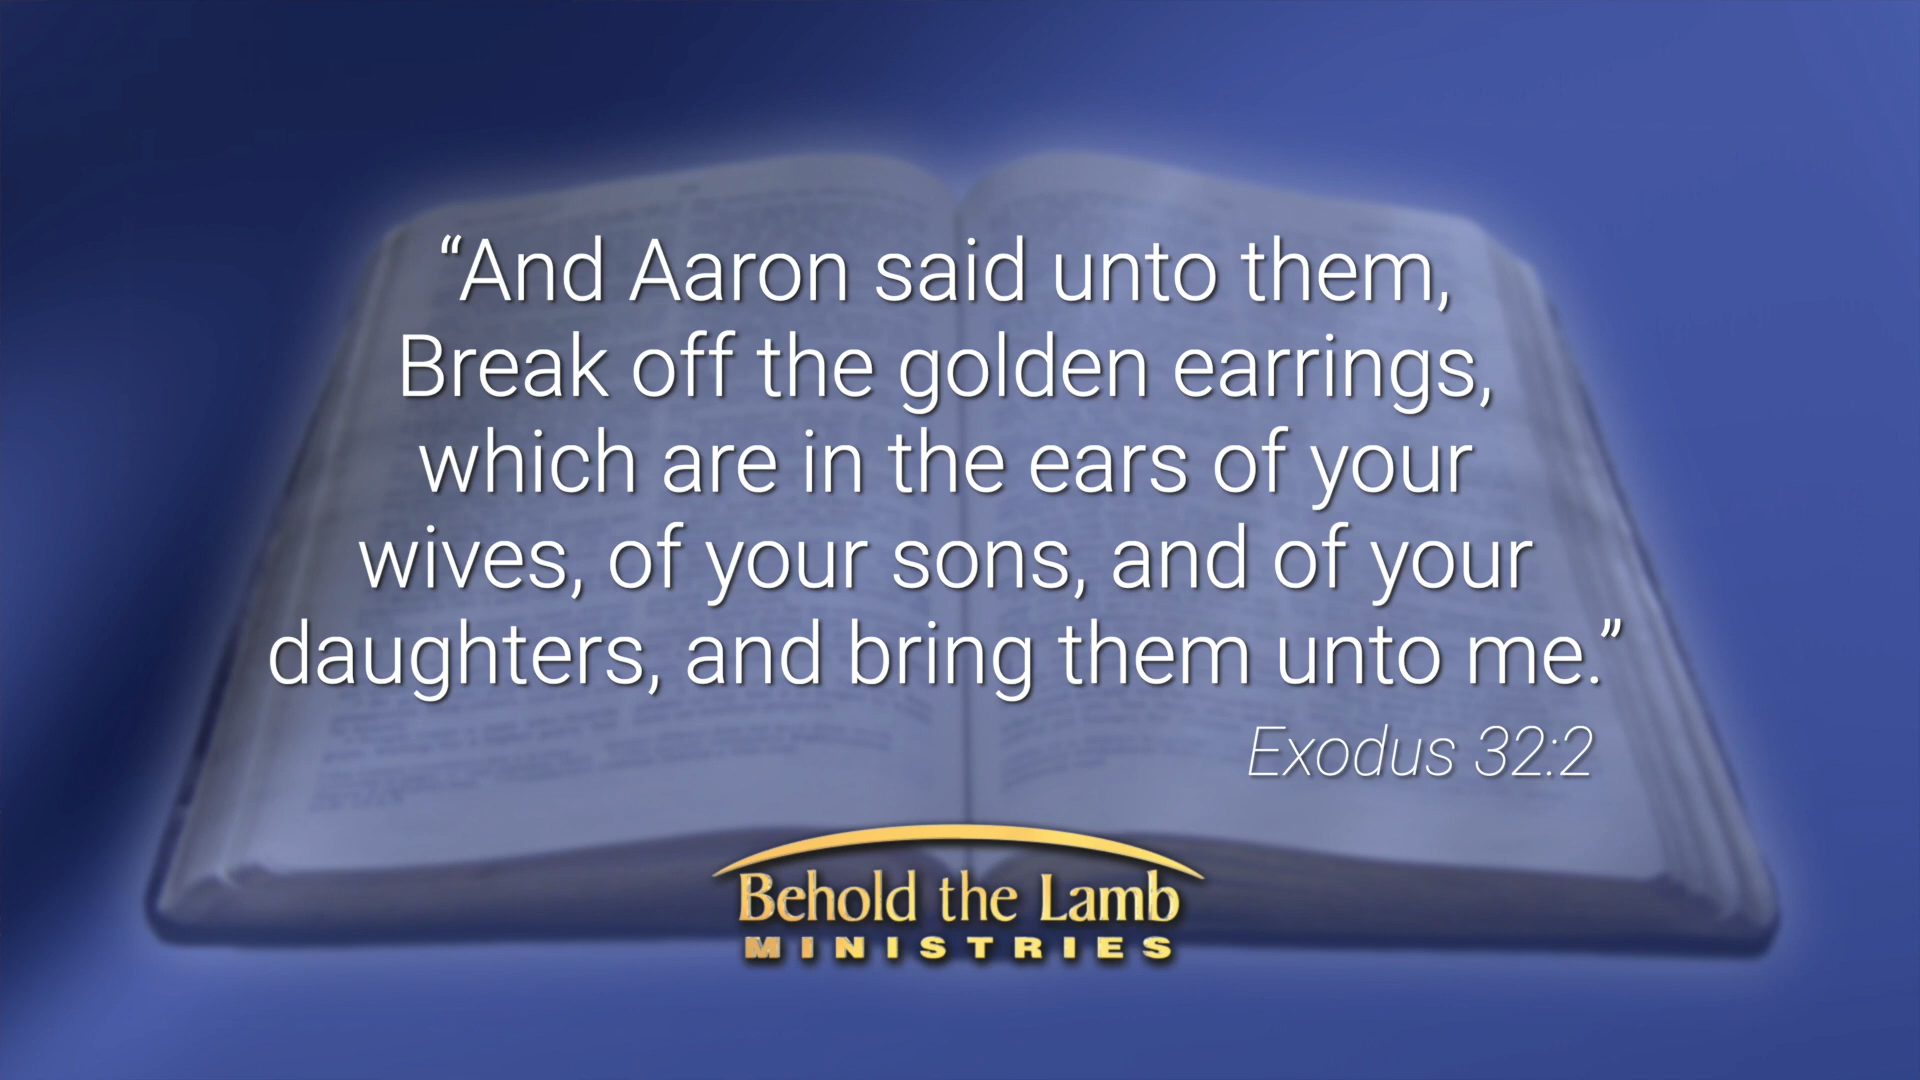 “And Aaron said unto them,
Break off the golden earrings,
which are in the ears of your
wives, of your sons, and of your
daughters, and bring them unto me.”
Exodus 32:2
Behold the Lamb
MINISTRIES